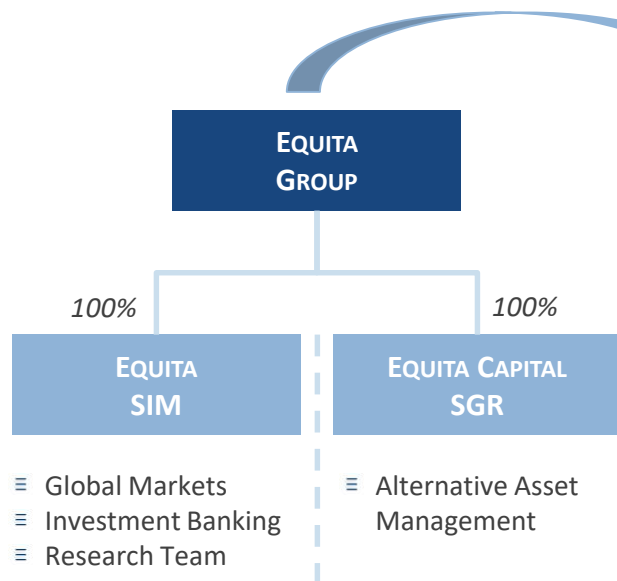 EQUITA
GROUP
100%
100%
EQUITA
SIM
EQUITA CAPITAL
SGR
Global Markets
Investment Banking
Research Team
Alternative Asset
Management